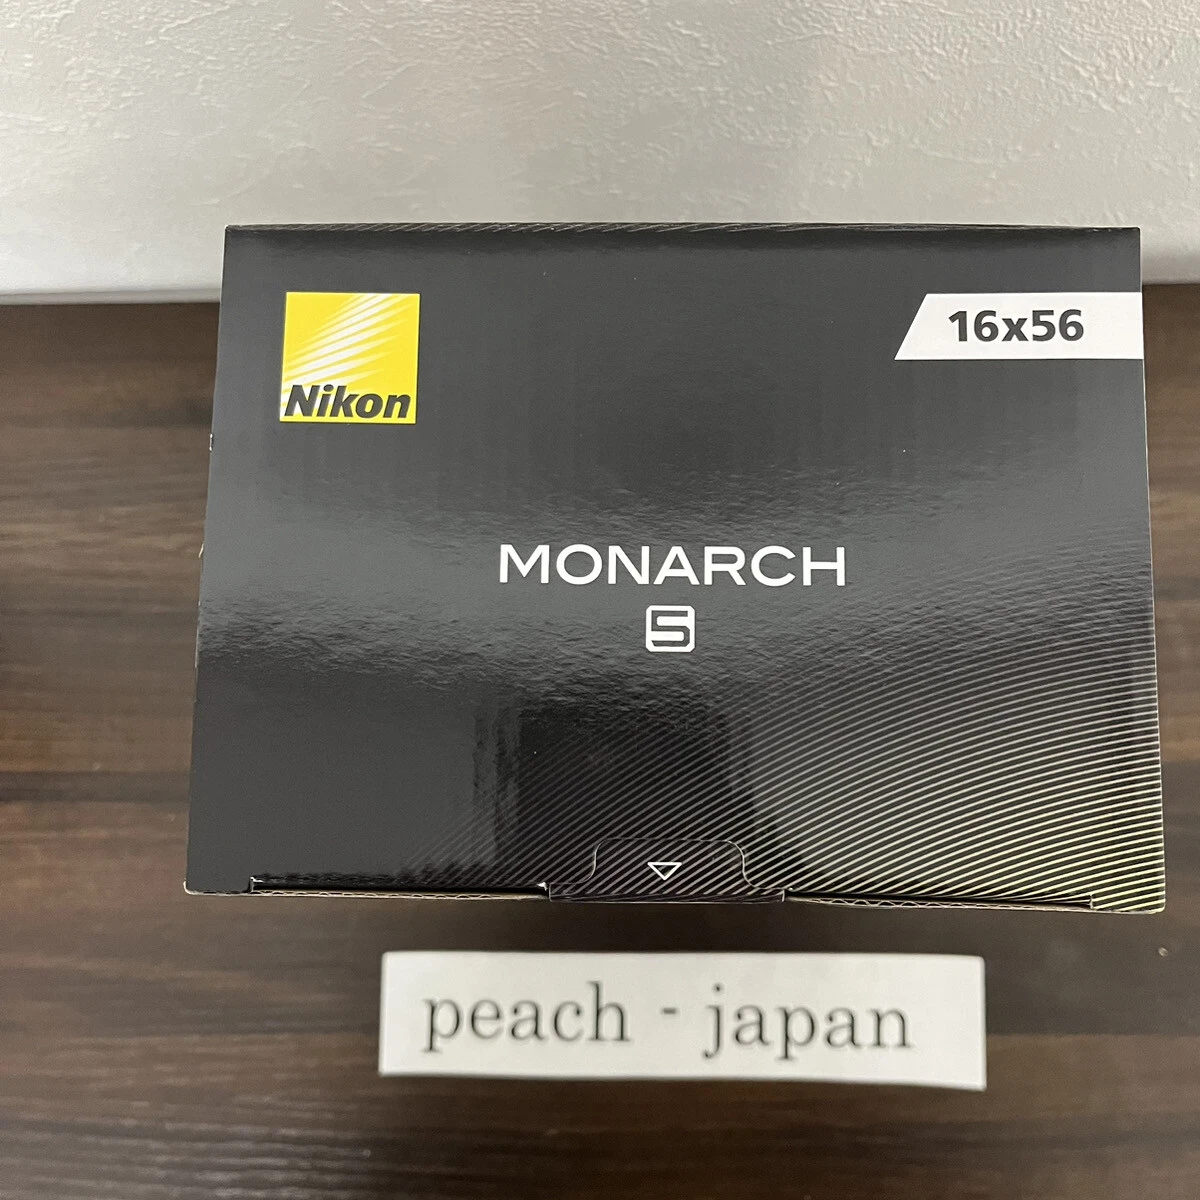 Nikon
16x56
MONARCH
5
peach - japan